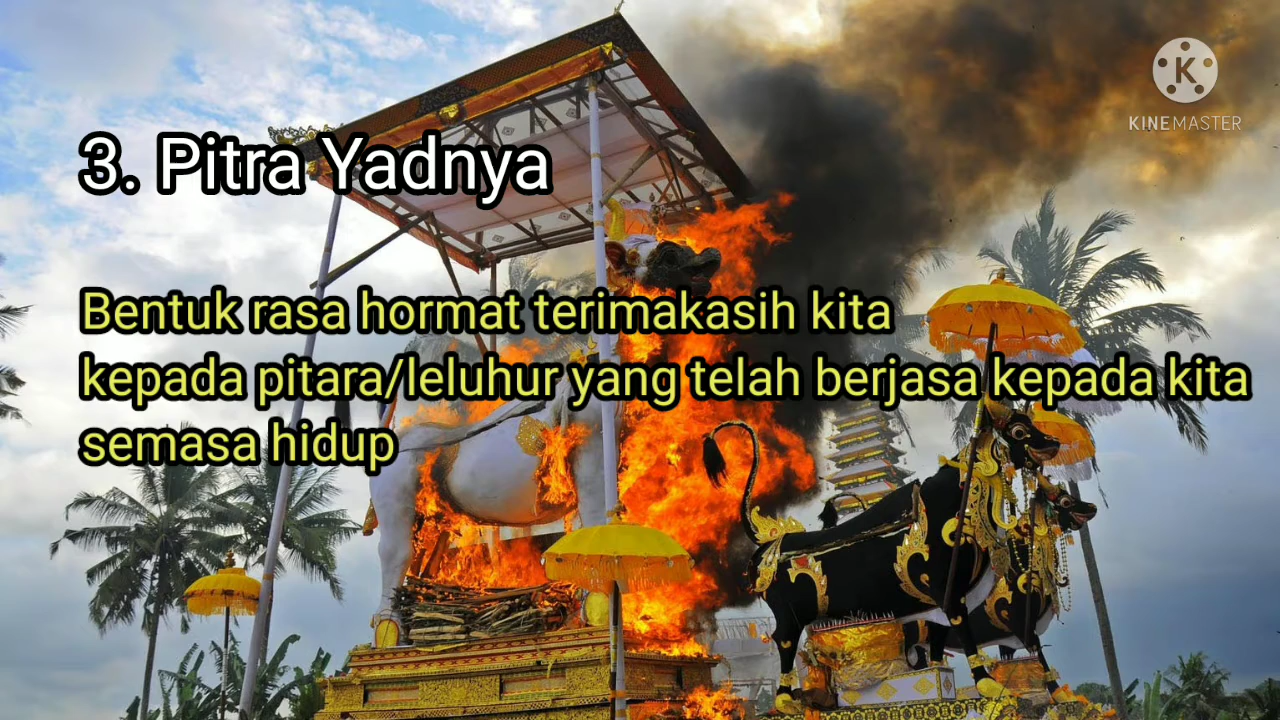 KINEMASTER
3. Pitra Yadnya
Bentuk rasa hormat terimakasih kita
kepada pitara/leluhur yang telah berjasa kepada kita
semasa hidup